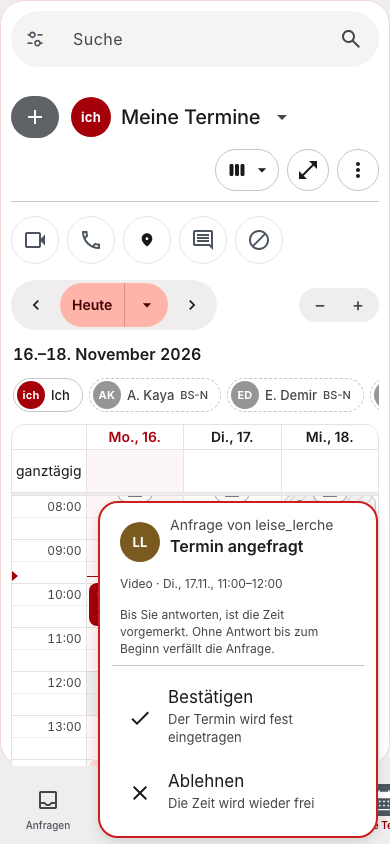 Suche
ich
Meine Termine
Heute
16.–18. November 2026
ich Ich
AK A. Kaya BS-N
ED E. Demir BS-N
Mo., 16. Di., 17. Mi., 18.
ganztägig
08:00
09:00
10:00
11:00
12:00
13:00
LL
Anfrage von leise_lerche
Termin angefragt
Video · Di., 17.11., 11:00–12:00
Bis Sie antworten, ist die Zeit
vorgemerkt. Ohne Antwort bis zum
Beginn verfällt die Anfrage.
Bestätigen
Der Termin wird fest
eingetragen
Ablehnen
Die Zeit wird wieder frei
Anfragen